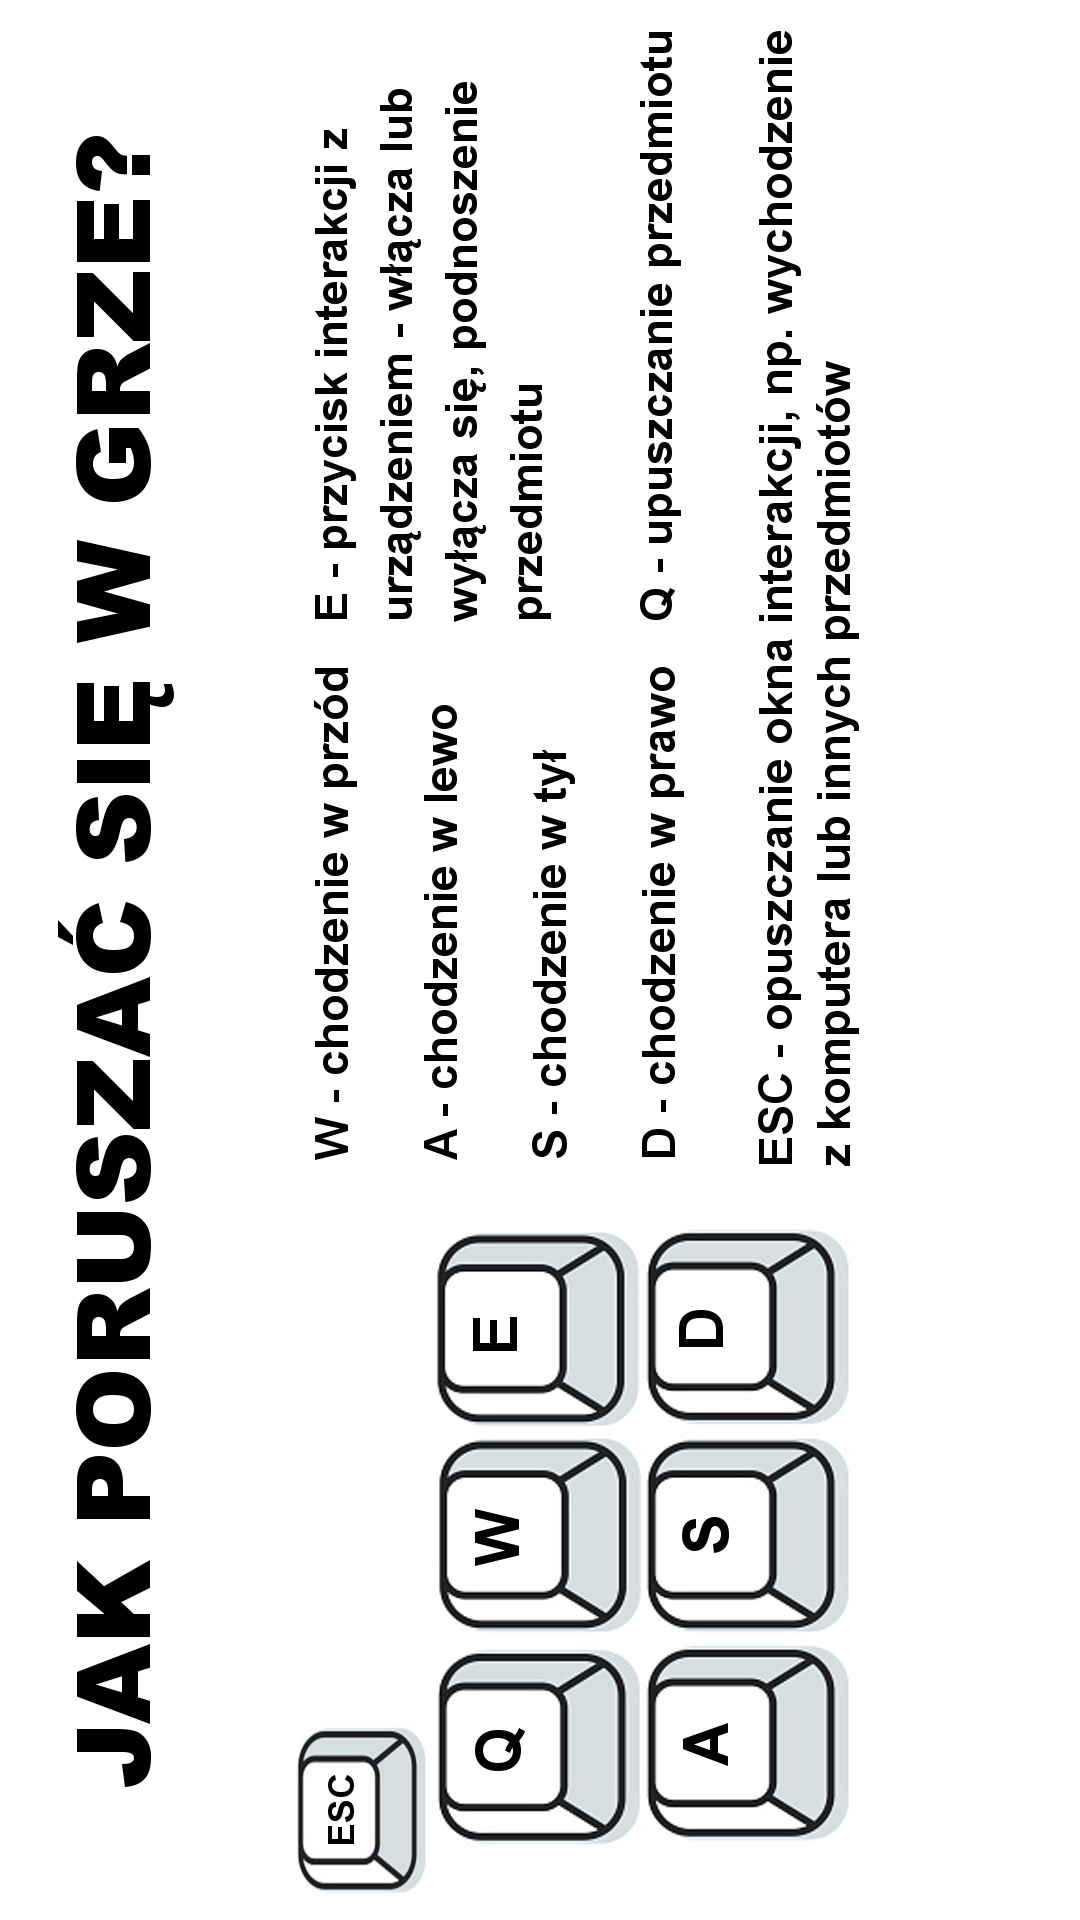 JAK PORUSZAĆ SIĘ W GRZE?
ESC
Q
W
E
A
S
D
W - chodzenie w przód
A - chodzenie w lewo
S - chodzenie w tył
D - chodzenie w prawo
E - przycisk interakcji z
urządzeniem - włącza lub
wyłącza się, podnoszenie
przedmiotu
Q - upuszczanie przedmiotu
ESC - opuszczanie okna interakcji, np. wychodzenie
z komputera lub innych przedmiotów